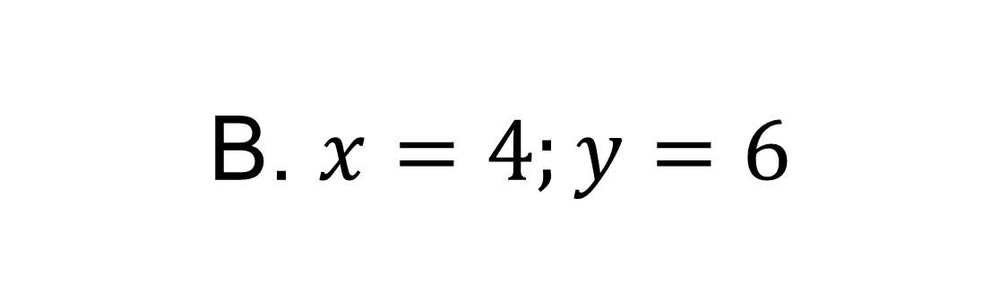 B. x = 4; y = 6